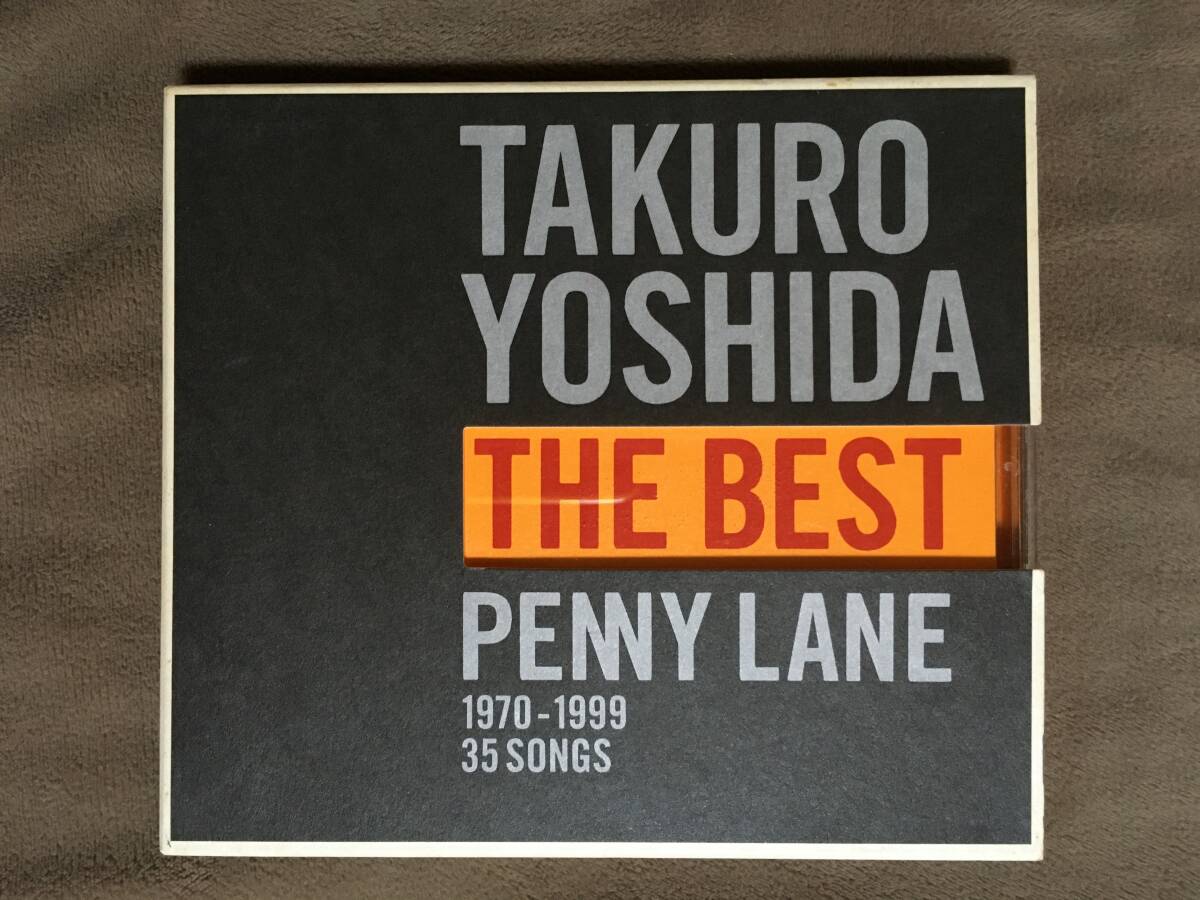 TAKURO
YOSHIDA
THE BEST
PENNY LANE
1970-1999
35 SONGS